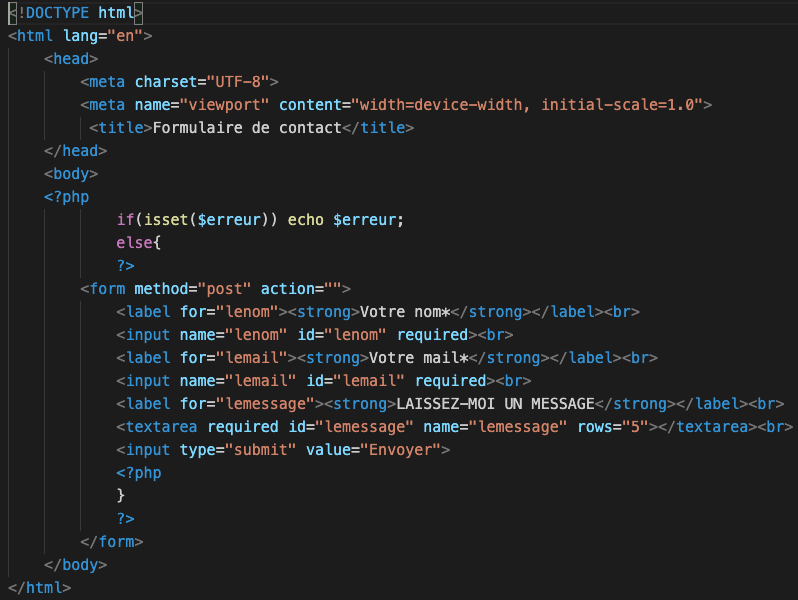 <!DOCTYPE html>
<html lang="en">
    <head>
        <meta charset="UTF-8">
        <meta name="viewport" content="width=device-width, initial-scale=1.0">
         <title>Formulaire de contact</title>
    </head>
    <body>
    <?php
            if(isset($erreur)) echo $erreur;
            else{
            ?>
        <form method="post" action="">
            <label for="lenom"><strong>Votre nom*</strong></label><br>
            <input name="lenom" id="lenom" required><br>
            <label for="lemail"><strong>Votre mail*</strong></label><br>
            <input name="lemail" id="lemail" required><br>
            <label for="lemessage"><strong>LAISSEZ-MOI UN MESSAGE</strong></label><br>
            <textarea required id="lemessage" name="lemessage" rows="5"></textarea><br>
            <input type="submit" value="Envoyer">
            <?php
            }
            ?>
        </form>
    </body>
</html>